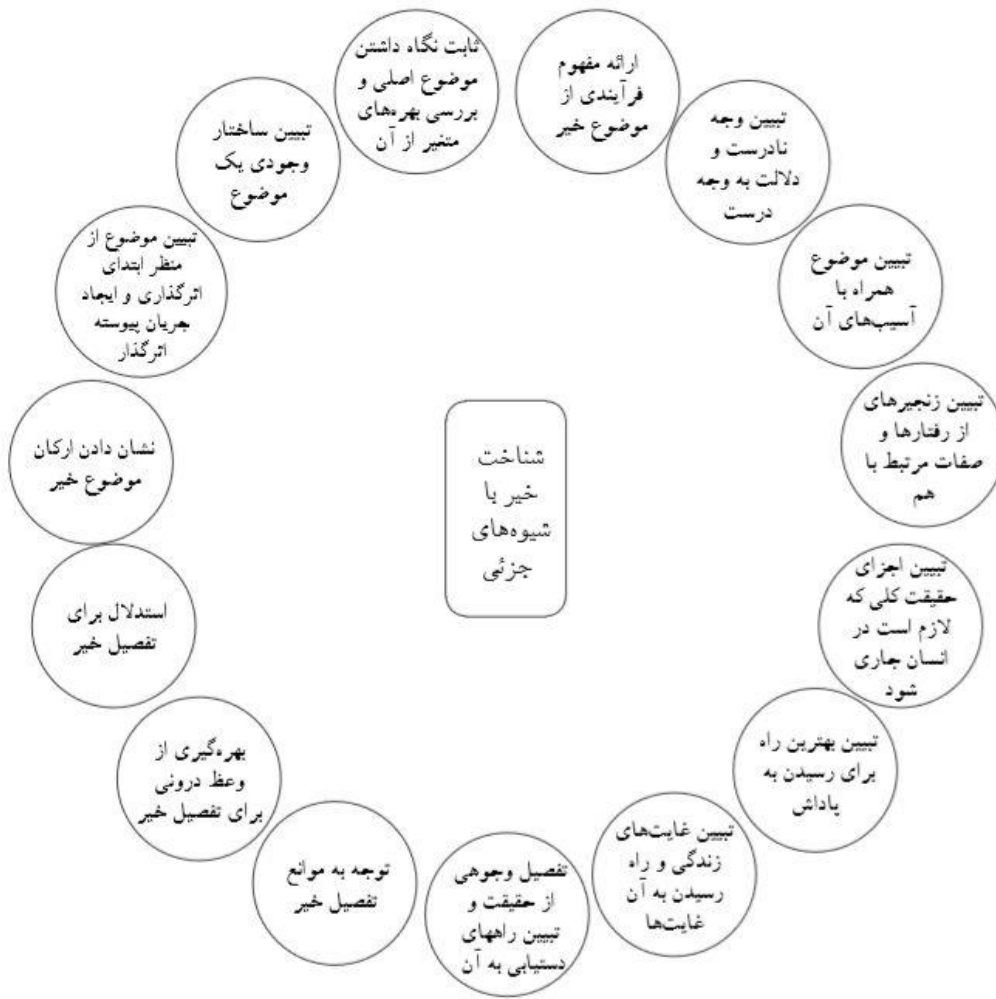 ارائه مفهوم
فرآیندی از
موضوع خیر
تبیین وجه
نادرست و
دلالت به وجه
درست
تبیین موضوع
همراه با
آسیب‌های آن
تبیین زنجیرهای
از رفتارها و
صفات مرتبط با
هم
تبیین اجزای
حقیقت کلی که
لازم است در
انسان جاری
شود
تبیین بهترین راه
برای رسیدن به
پاداش
تبیین غایت‌های
زندگی و راه
رسیدن به آن
غایت‌ها
تفصیل وجوهی
از حقیقت و
تبیین راههای
دستیابی به آن
توجه به موانع
تفصیل خیر
بهره‌گیری از
وعظ درونی
برای تفصیل خیر
استدلال برای
تفصیل خیر
نشان دادن ارکان
موضوع خیر
تبیین موضوع از
منظر ابتدای
اثرگذاری و ایجاد
جریان پیوسته
اثرگذار
تبیین ساختار
وجودی یک
موضوع
ثابت نگاه داشتن
موضوع اصلی و
بررسی بهره‌های
متغیر از آن
شناخت
خیر با
شیوه‌های
جزئی